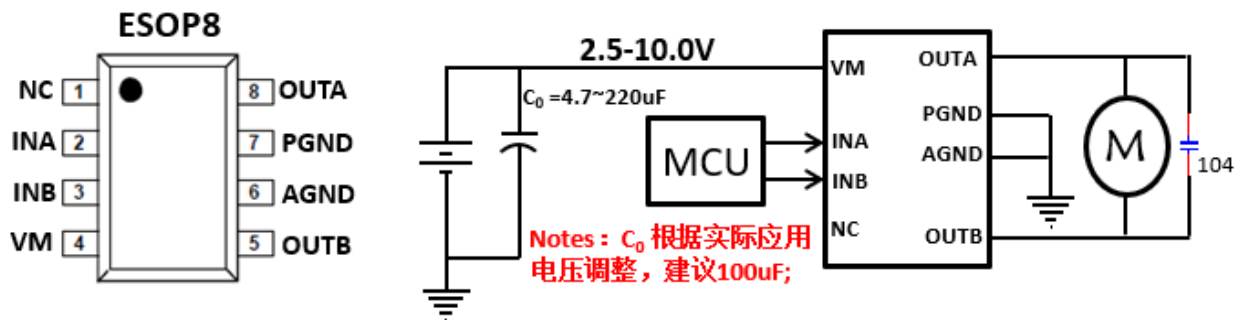 ESOP8
NC 1
INA 2
INB 3
VM 4
8 OUTA
7 PGND
6 AGND
5 OUTB
2.5-10.0V
C₀ =4.7~220uF
MCU
VM
INA
INB
NC
OUTA
PGND
AGND
OUTB
M
104
Notes：C₀ 根据实际应用
电压调整，建议100uF;